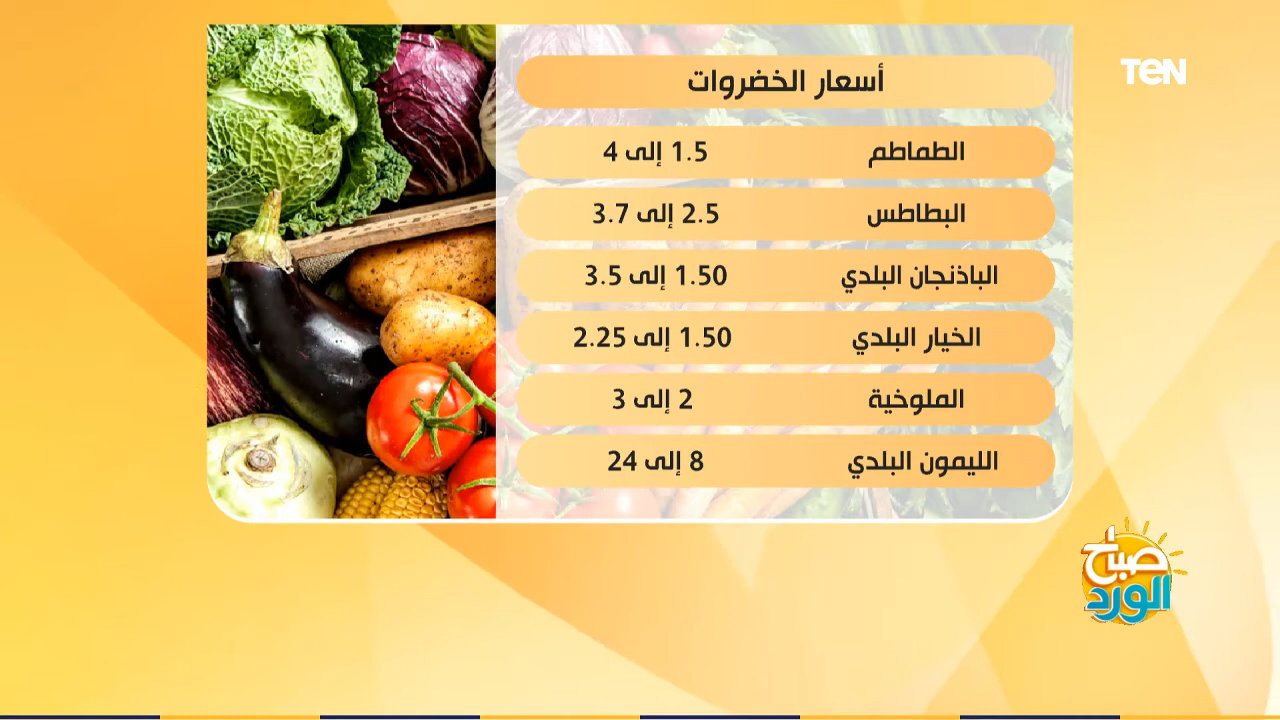 TEN
أسعار الخضروات
الطماطم 1.5 إلى 4
البطاطس 2.5 إلى 3.7
الباذنجان البلدي 1.50 إلى 3.5
الخيار البلدي 1.50 إلى 2.25
الملوخية 2 إلى 3
الليمون البلدي 8 إلى 24
صباح
الورد